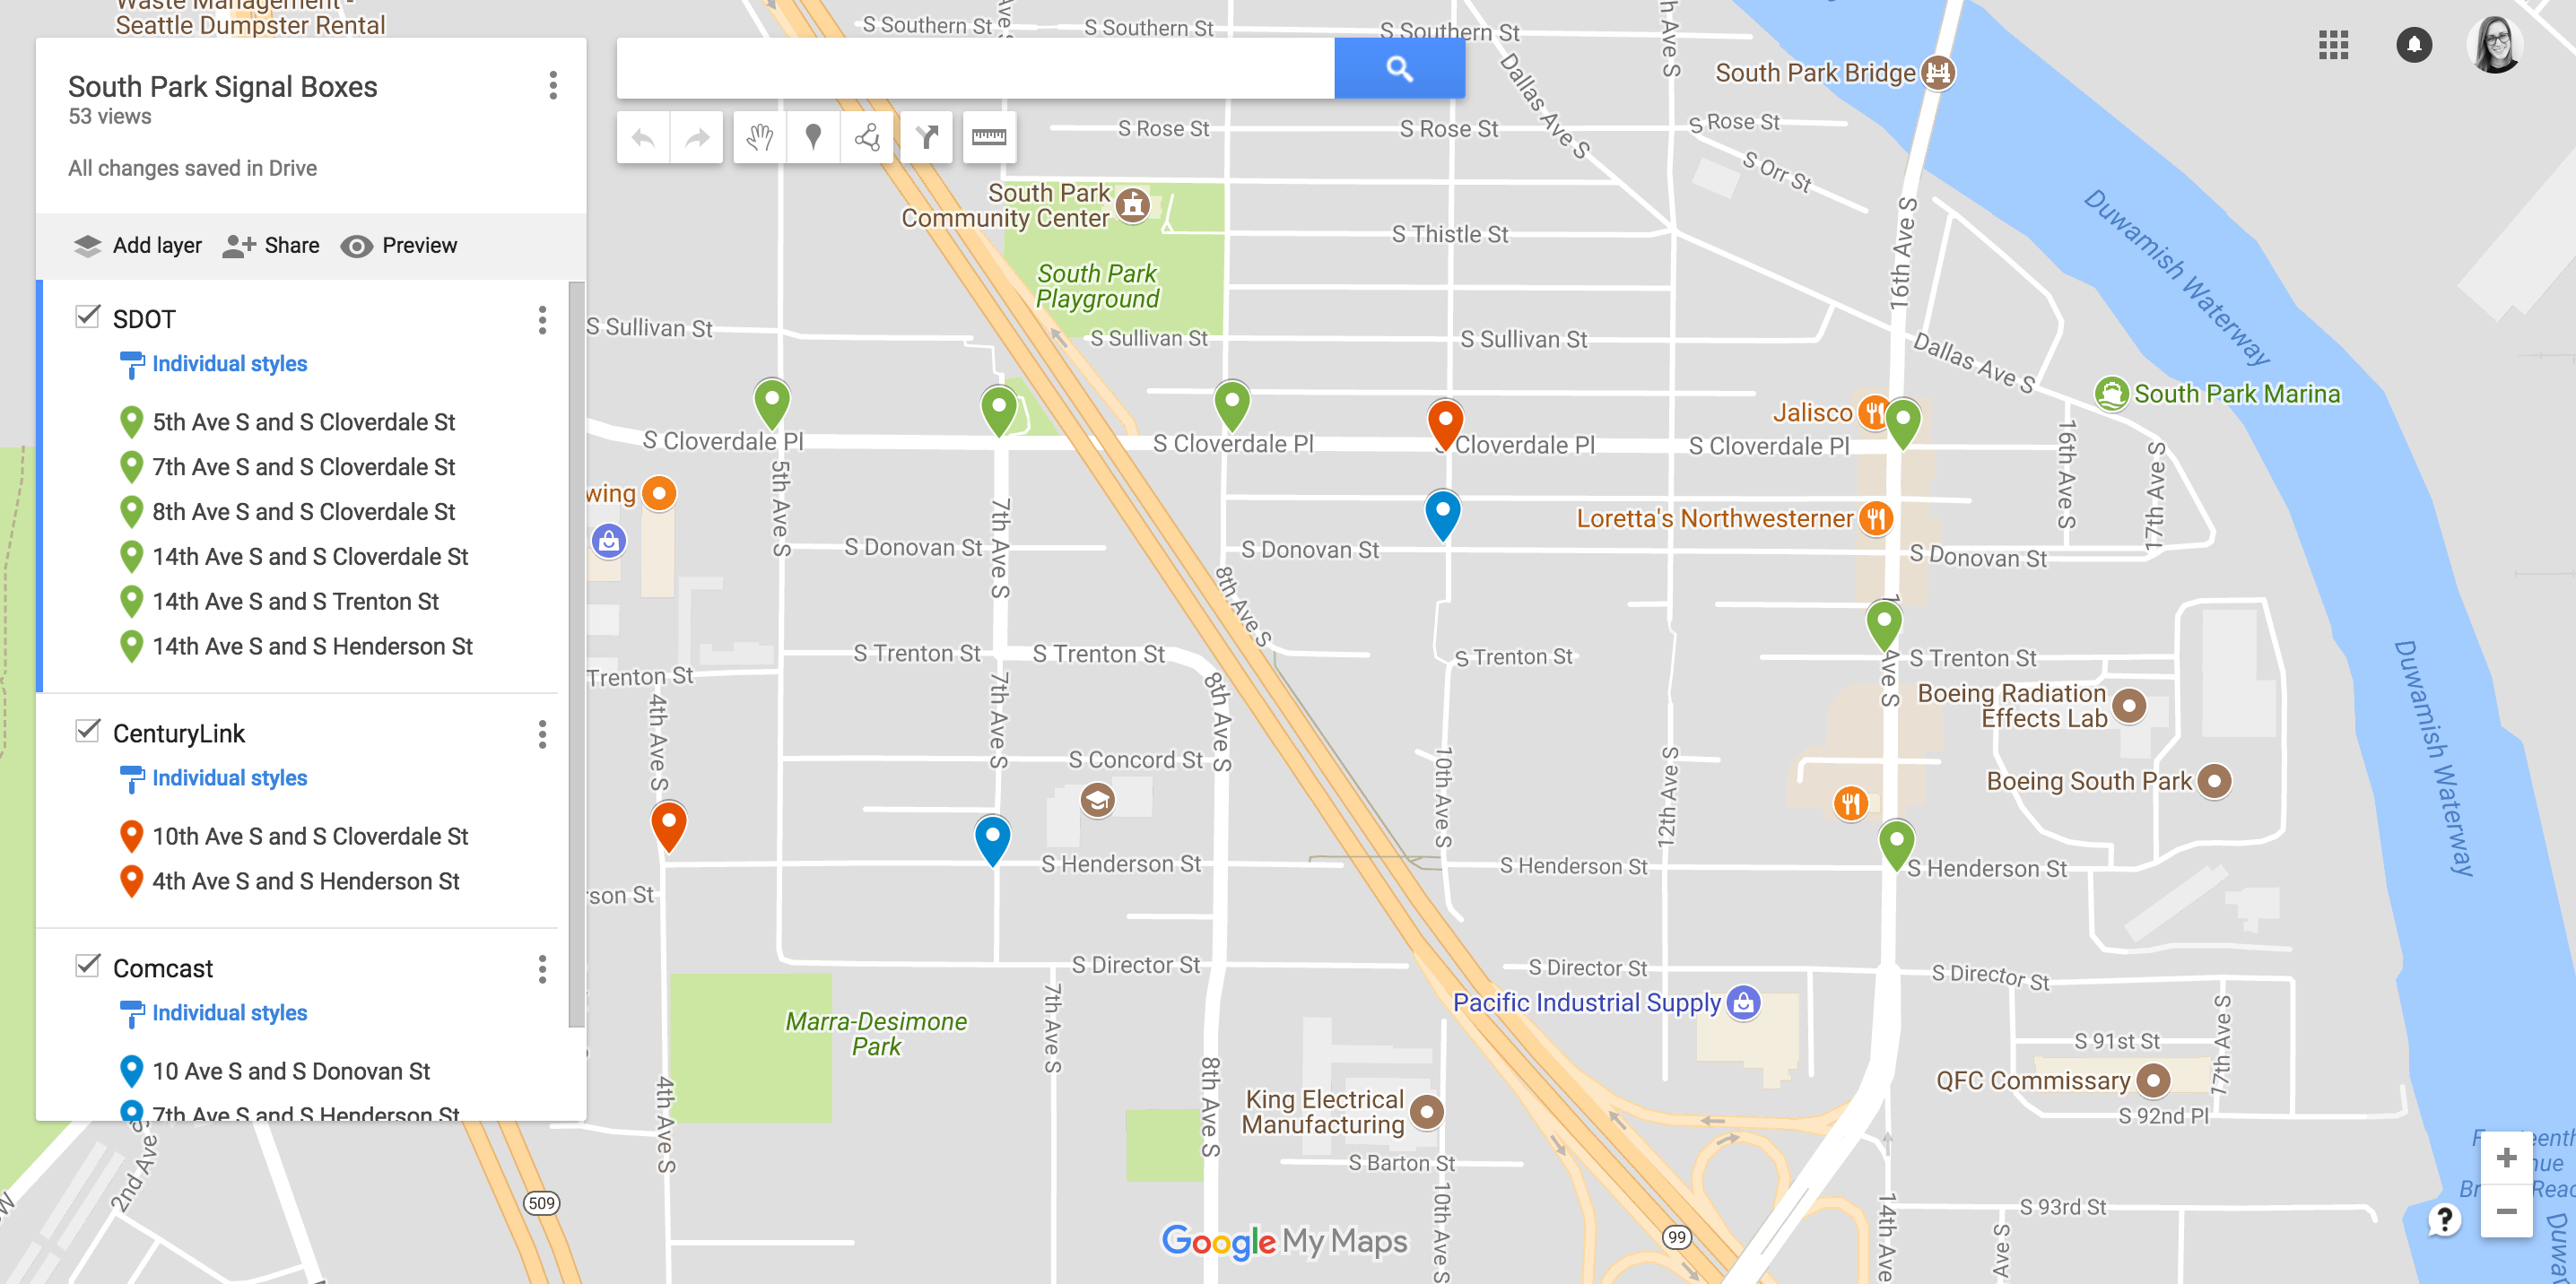 Waste Management -
Seattle Dumpster Rental
South Park Signal Boxes
53 views
All changes saved in Drive
Add layer
Share
Preview
SDOT
Individual styles
5th Ave S and S Cloverdale St
7th Ave S and S Cloverdale St
8th Ave S and S Cloverdale St
14th Ave S and S Cloverdale St
14th Ave S and S Trenton St
14th Ave S and S Henderson St
CenturyLink
Individual styles
10th Ave S and S Cloverdale St
4th Ave S and S Henderson St
Comcast
Individual styles
10 Ave S and S Donovan St
7th Ave S and S Henderson St
S Southern St
S Southern St
S Southern St
Dallas Ave S
South Park Bridge
S Rose St
S Rose St
S Rose St
S Orr St
South Park
Community Center
S Thistle St
16th Ave S
Duwamish Waterway
South Park
Playground
S Sullivan St
S Sullivan St
S Sullivan St
Dallas Ave S
South Park Marina
Jalisco
S Cloverdale Pl
S Cloverdale Pl
S Cloverdale Pl
S Cloverdale Pl
5th Ave S
7th Ave S
16th Ave S
17th Ave S
wing
Loretta's Northwesterner
S Donovan St
S Donovan St
S Donovan St
8th Ave S
S Trenton St
S Trenton St
S Trenton St
S Trenton St
Trenton St
4th Ave S
7th Ave S
8th Ave S
Ave S
Boeing Radiation
Effects Lab
Duwamish Waterway
S Concord St
10th Ave S
12th Ave S
Boeing South Park
S Henderson St
S Henderson St
S Henderson St
rson St
S Director St
S Director St
S Director St
7th Ave S
Pacific Industrial Supply
17th Ave S
Marra-Desimone
Park
S 91st St
QFC Commissary
S 92nd Pl
4th Ave S
8th Ave S
King Electrical
Manufacturing
S Barton St
2nd Ave S
10th Ave S
14th Ave
S Ave
S 93rd St
509
99
Google My Maps